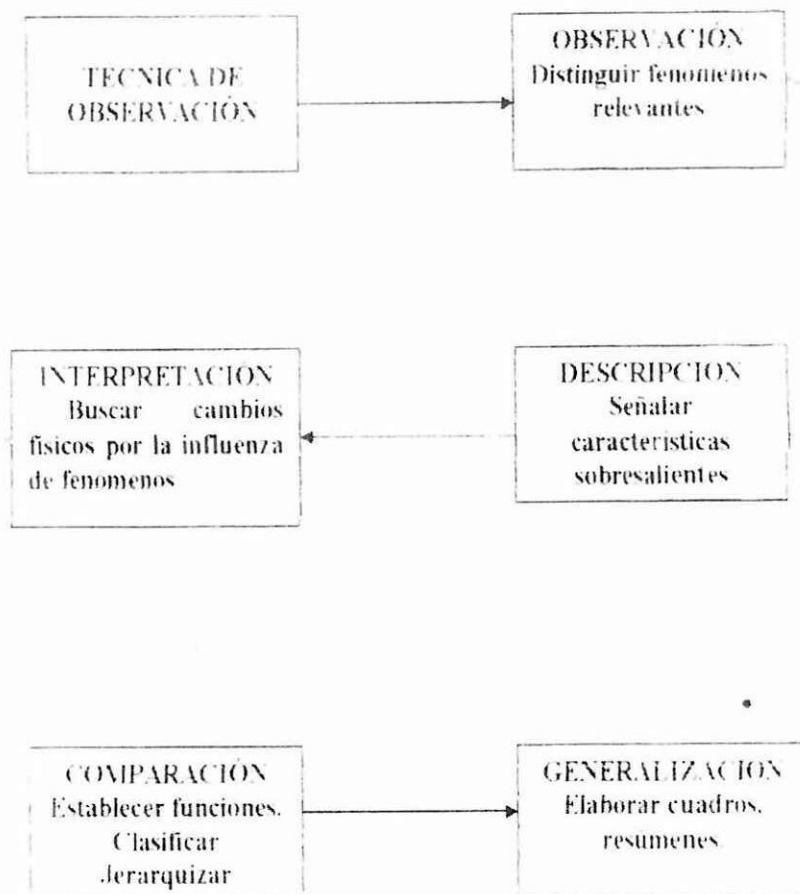 TECNICA DE
OBSERVACIÓN
OBSERVACIÓN
Distinguir fenomenos
relevantes
INTERPRETACION
Buscar cambios
fisicos por la influenza
de fenomenos
DESCRIPCION
Señalar
caracteristicas
sobresalientes
COMPARACIÓN
Establecer funciones.
Clasificar
Jerarquizar
GENERALIZACION
Elaborar cuadros.
resumenes